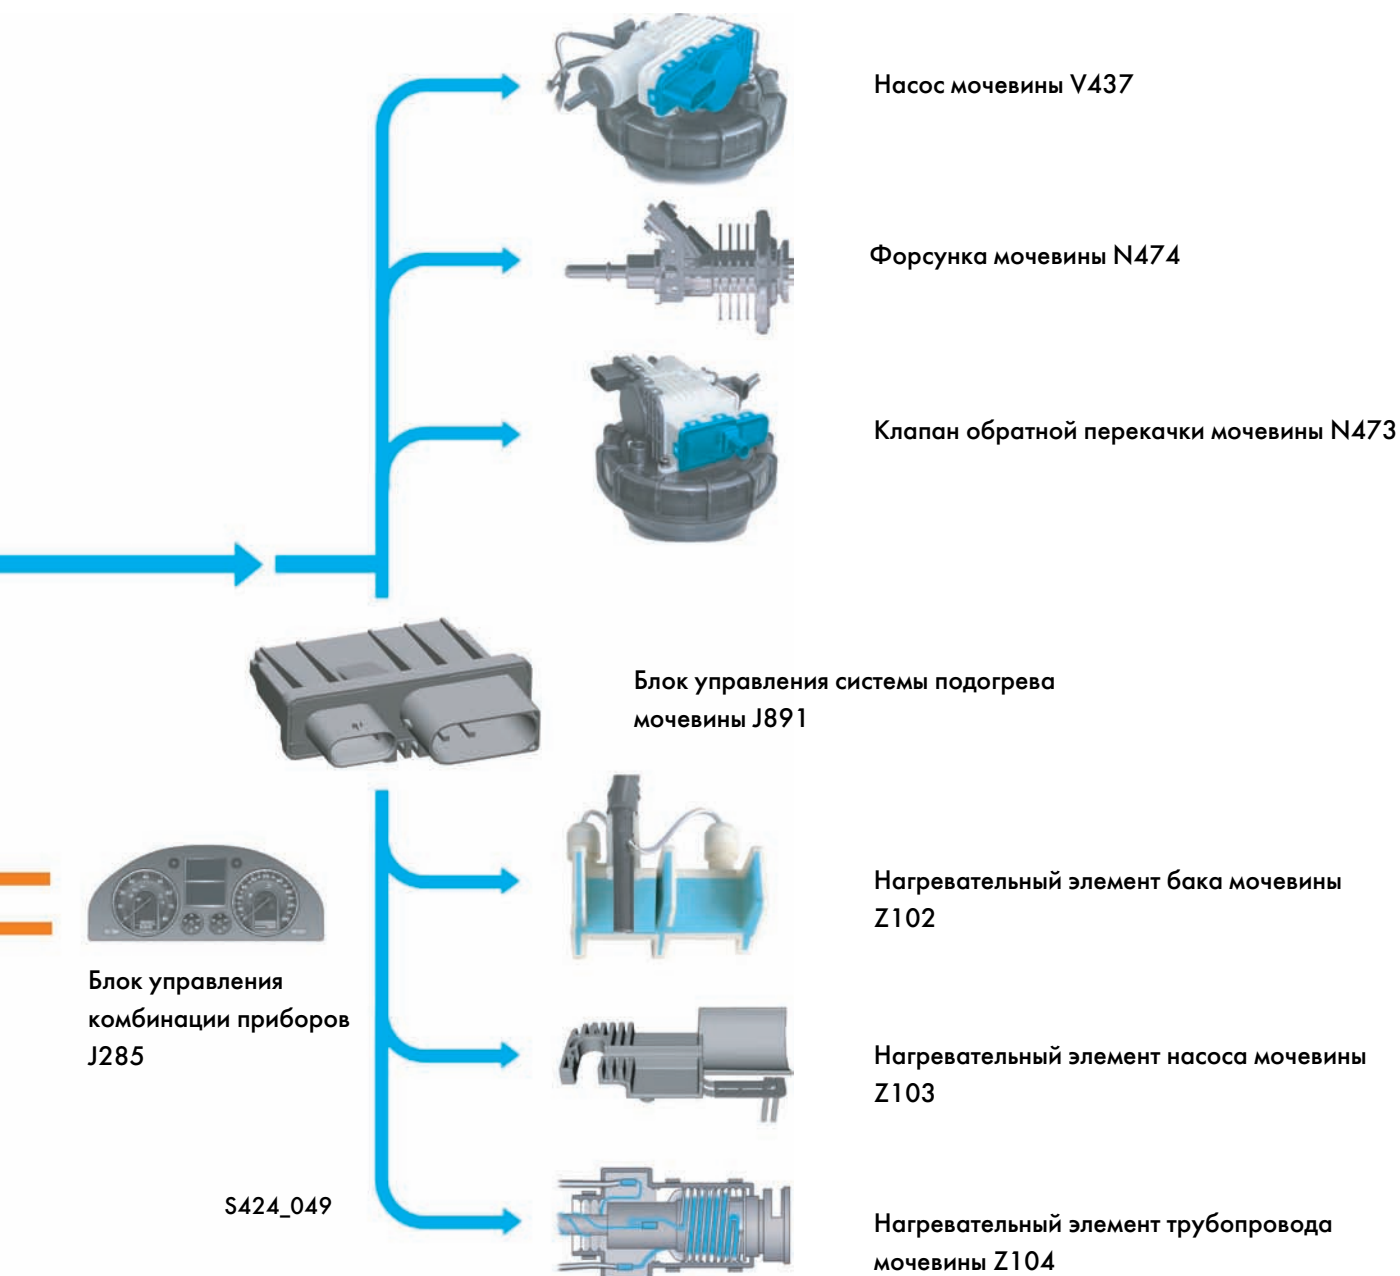 Насос мочевины V437
Форсунка мочевины N474
Клапан обратной перекачки мочевины N473
Блок управления системы подогрева
мочевины J891
Нагревательный элемент бака мочевины
Z102
Блок управления
комбинации приборов
J285
Нагревательный элемент насоса мочевины
Z103
S424_049
Нагревательный элемент трубопровода
мочевины Z104